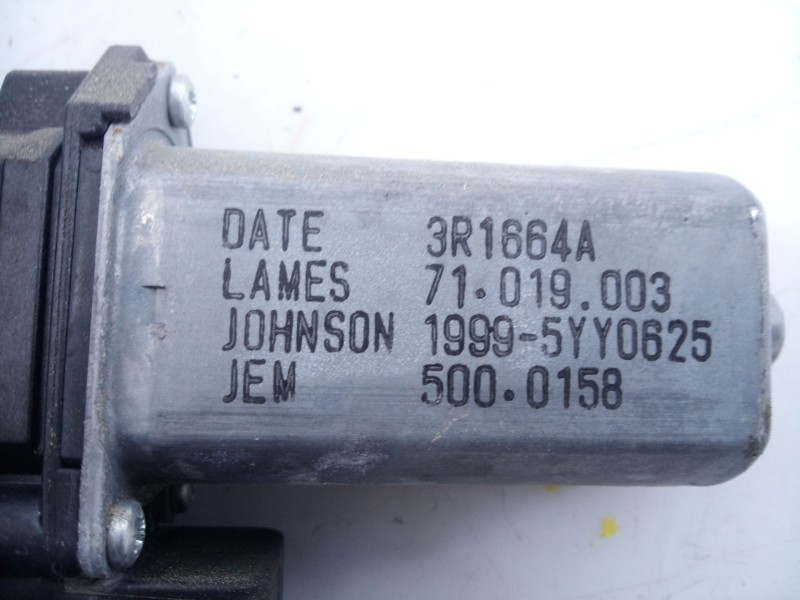 DATE 3R1664A
LAMES 71.019.003
JOHNSON 1999-5YY0625
JEM 500.0158